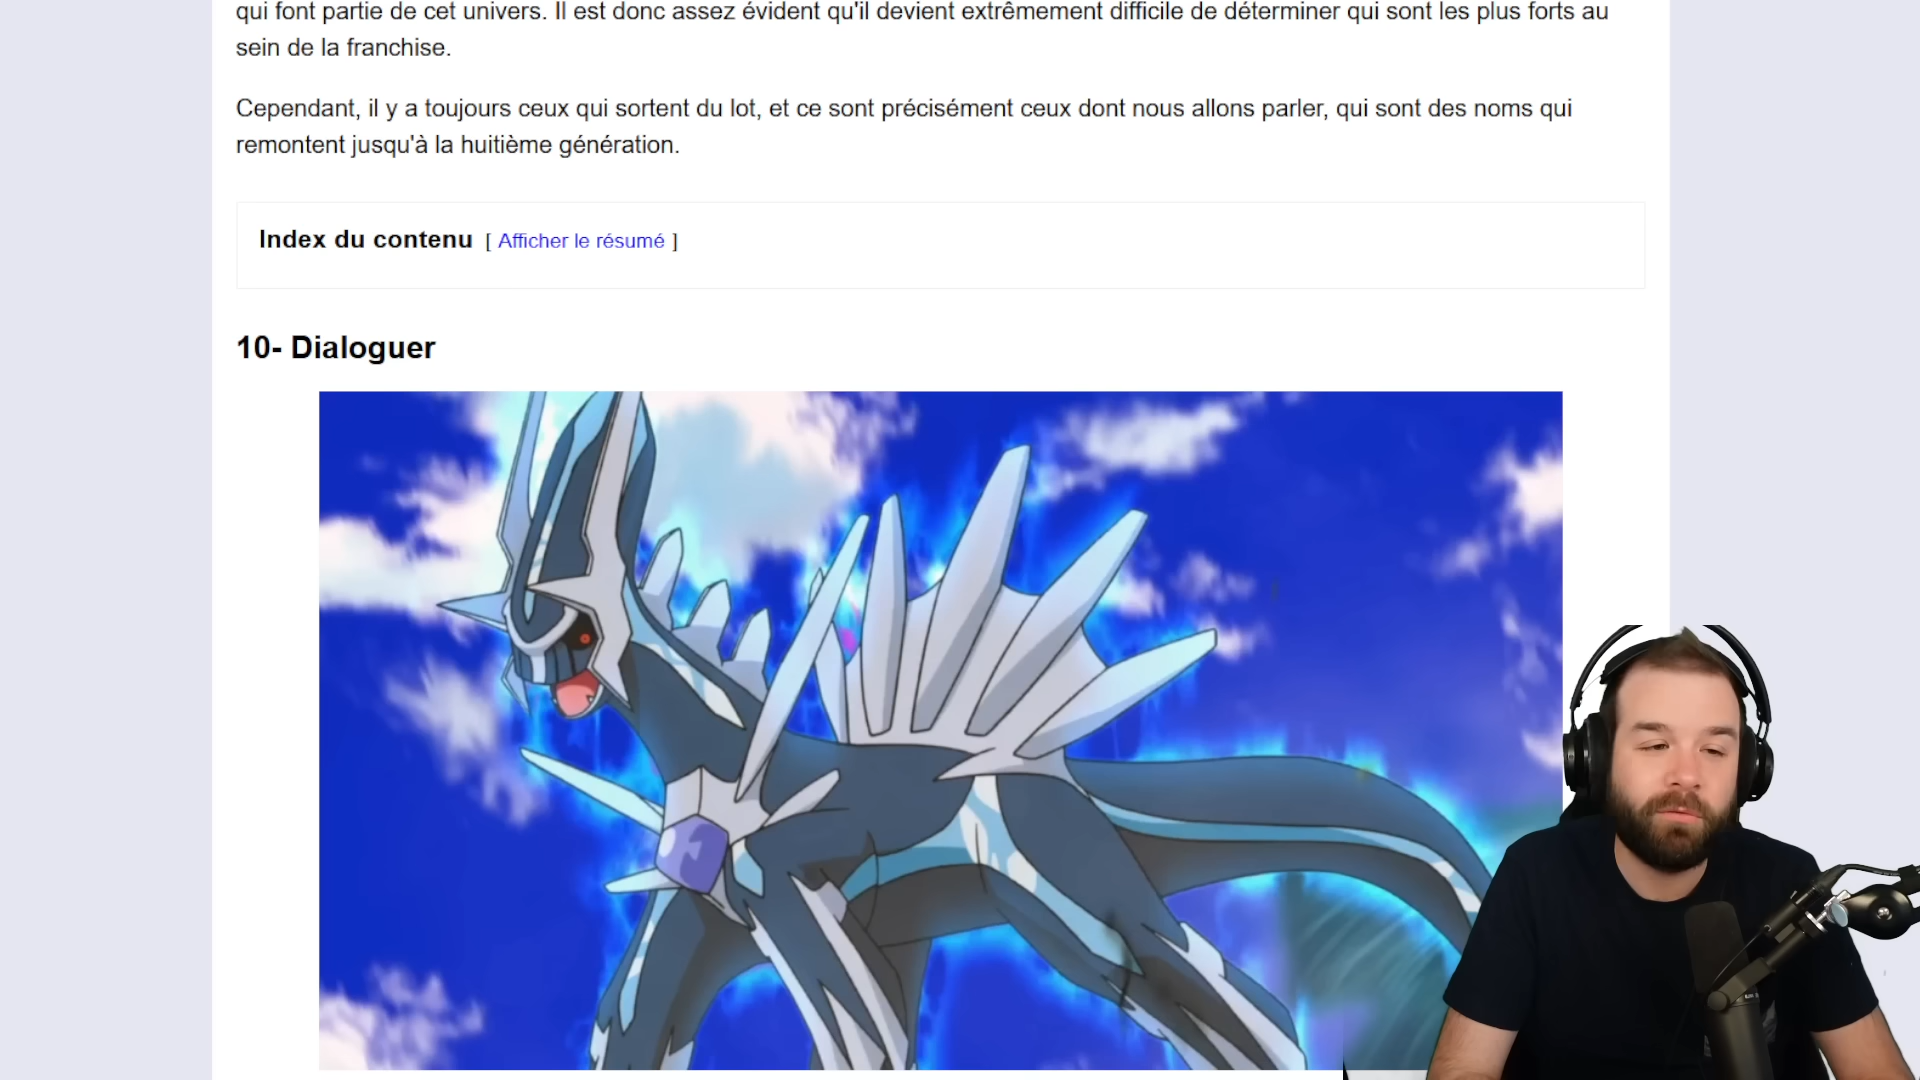 qui font partie de cet univers. Il est donc assez évident qu'il devient extrêmement difficile de déterminer qui sont les plus forts au
sein de la franchise.
Cependant, il y a toujours ceux qui sortent du lot, et ce sont précisément ceux dont nous allons parler, qui sont des noms qui
remontent jusqu'à la huitième génération.
Index du contenu [ Afficher le résumé ]
10- Dialoguer